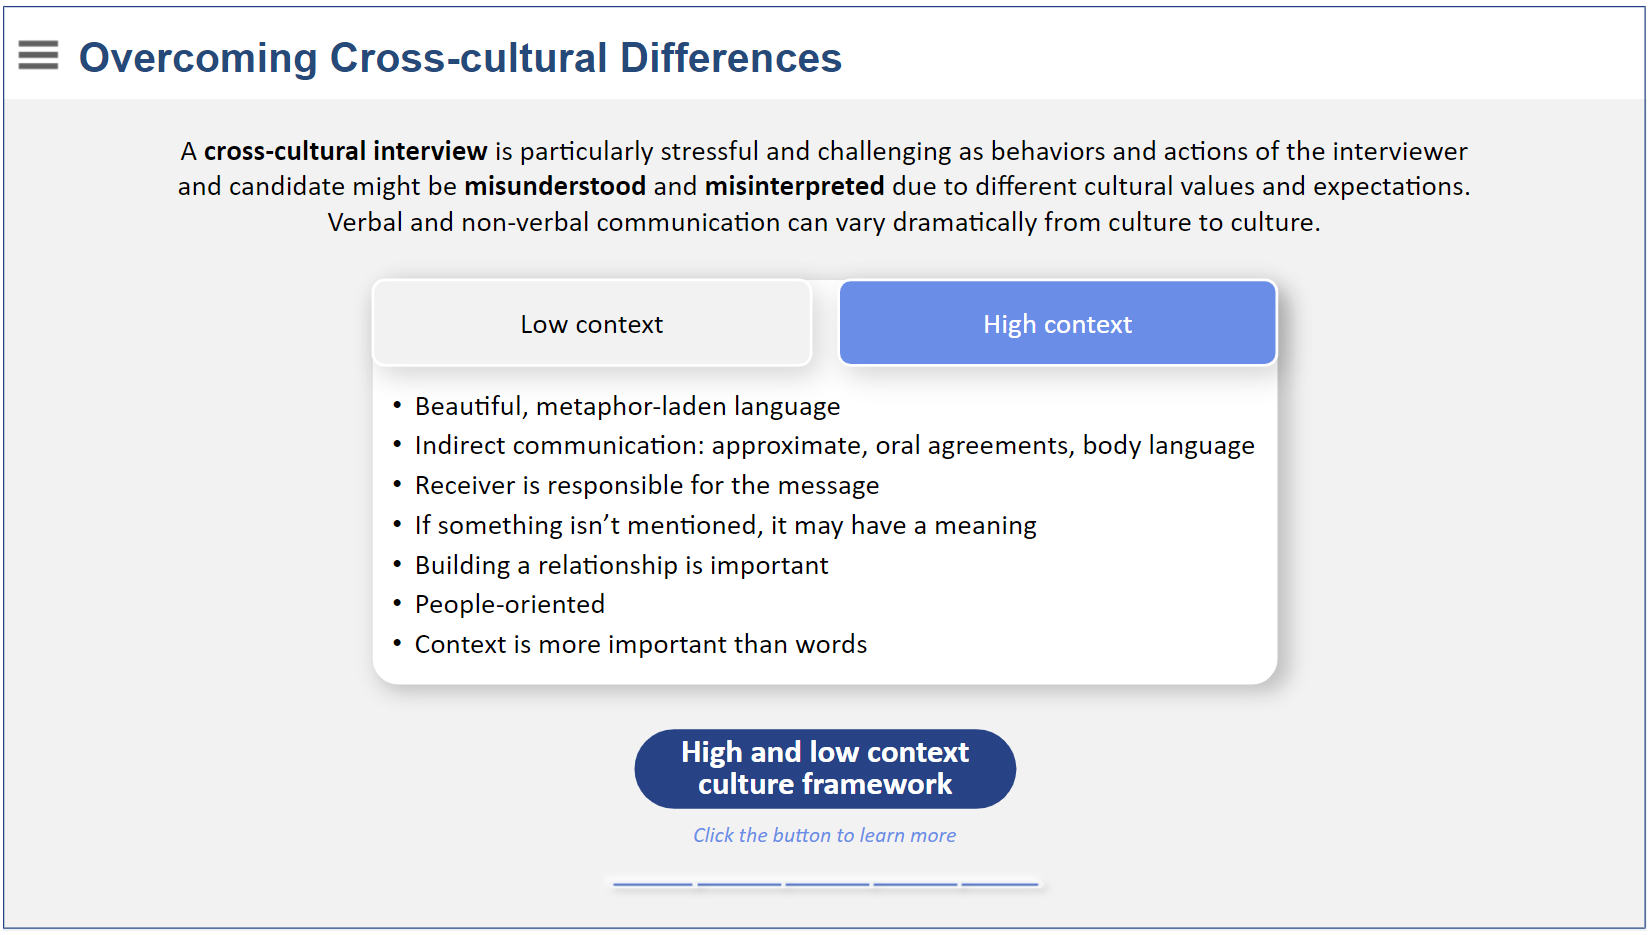 Overcoming Cross-cultural Differences
A cross-cultural interview is particularly stressful and challenging as behaviors and actions of the interviewer
and candidate might be misunderstood and misinterpreted due to different cultural values and expectations.
Verbal and non-verbal communication can vary dramatically from culture to culture.
Low context
High context
• Beautiful, metaphor-laden language
• Indirect communication: approximate, oral agreements, body language
• Receiver is responsible for the message
• If something isn’t mentioned, it may have a meaning
• Building a relationship is important
• People-oriented
• Context is more important than words
High and low context
culture framework
Click the button to learn more